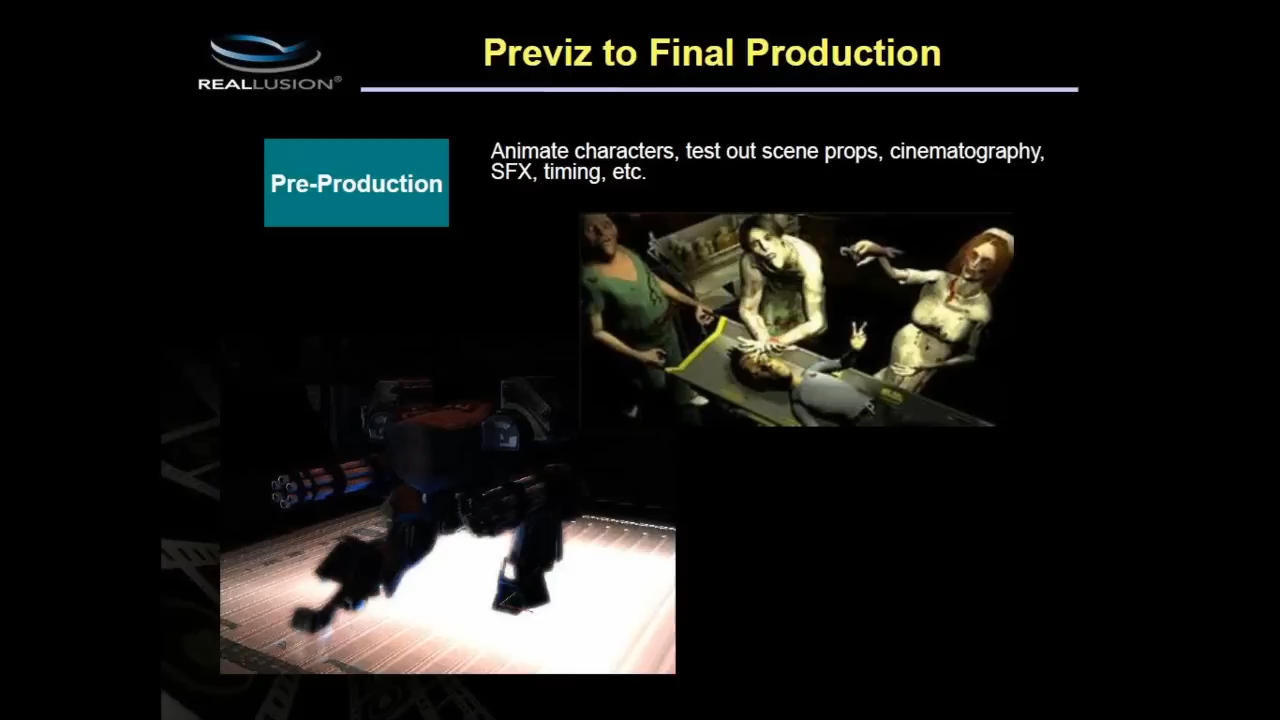 Previz to Final Production
REALLUSION®
Pre-Production
Animate characters, test out scene props, cinematography,
SFX, timing, etc.